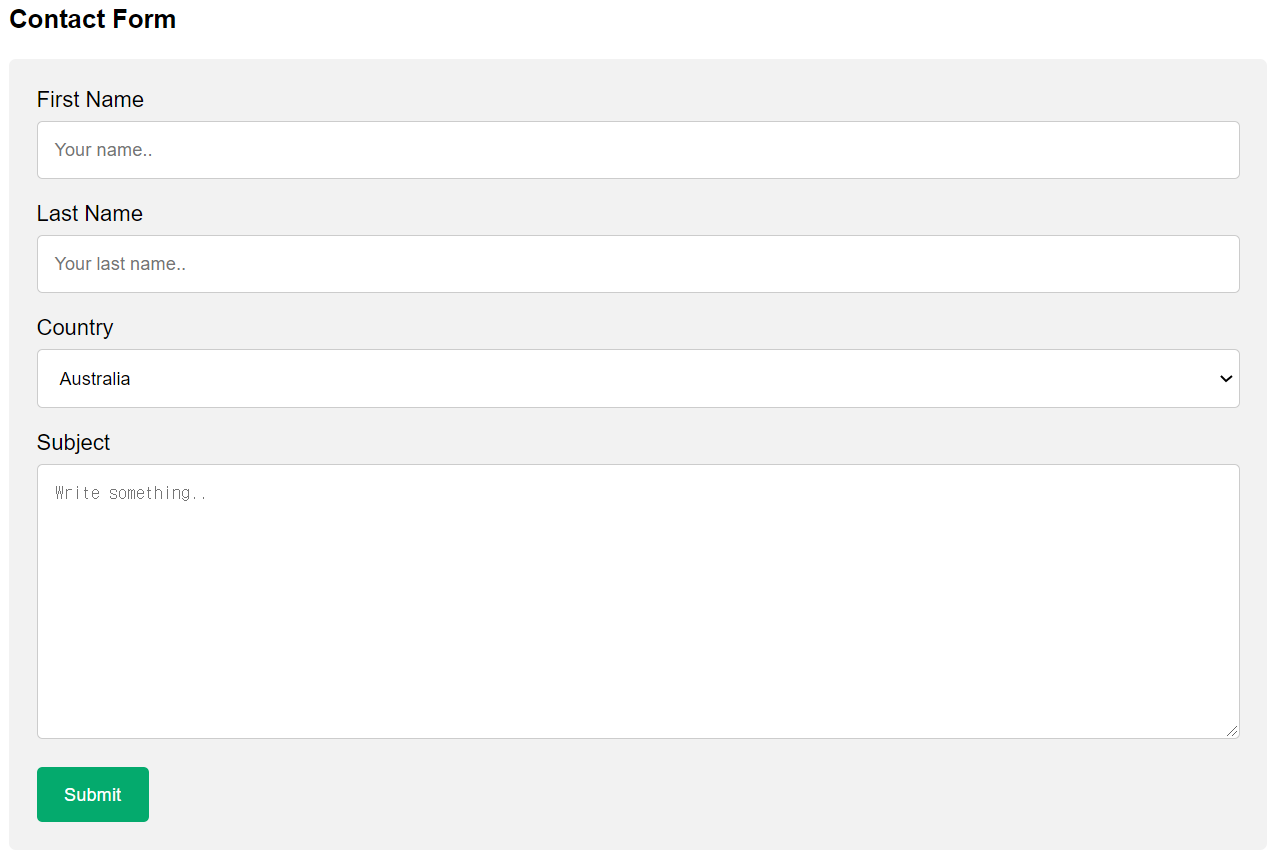 Contact Form
First Name
Your name..
Last Name
Your last name..
Country
Australia
Subject
Write something..
Submit